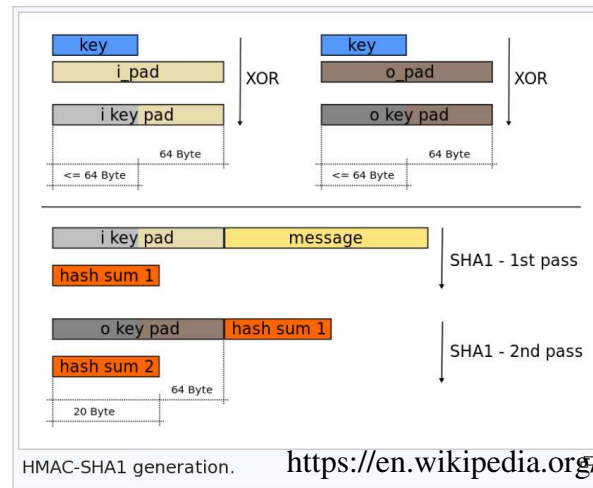 key
key
i_pad
XOR
o_pad
XOR
i key pad
o key pad
64 Byte
64 Byte
<= 64 Byte
<= 64 Byte
i key pad
message
SHA1 - 1st pass
hash sum 1
o key pad
hash sum 1
SHA1 - 2nd pass
hash sum 2
64 Byte
20 Byte
HMAC-SHA1 generation.
https://en.wikipedia.org/